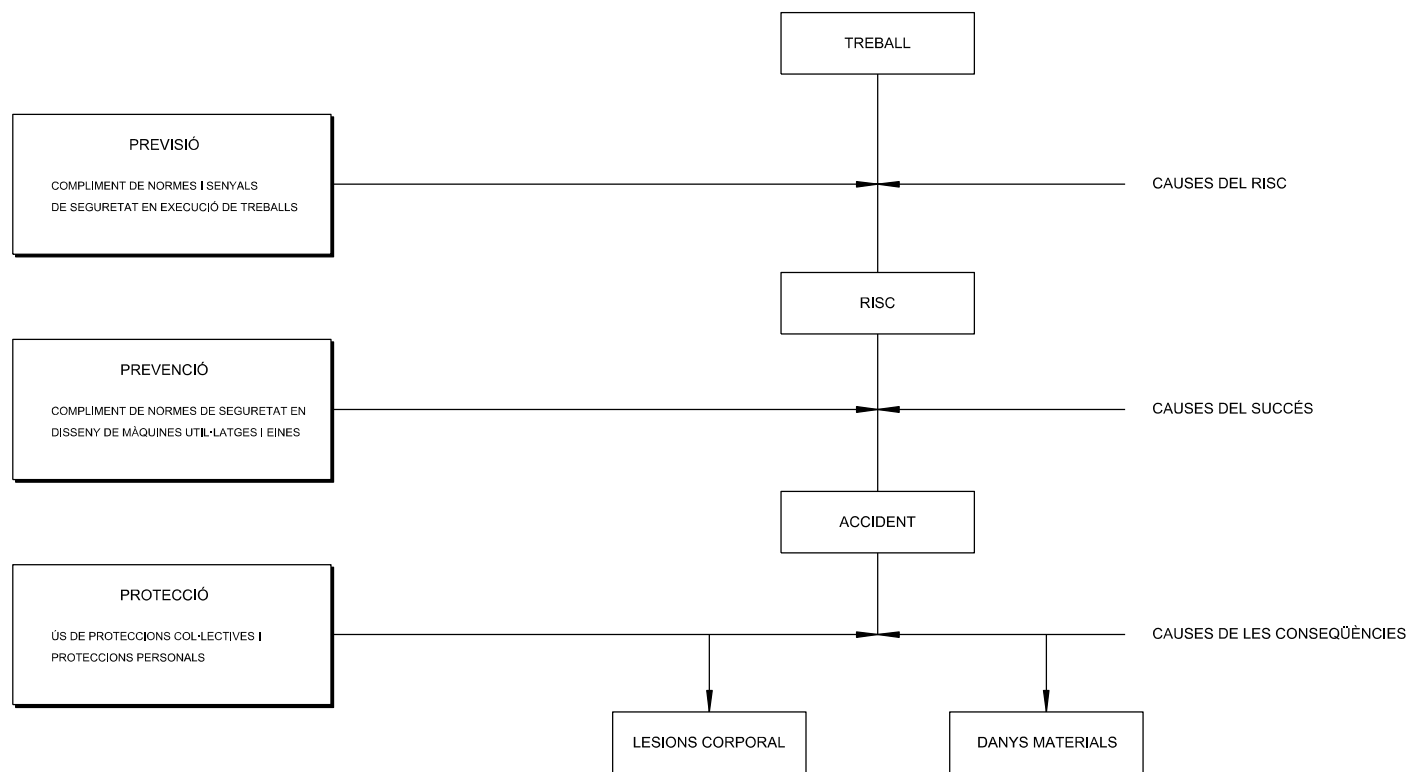 TREBALL
PREVISIÓ
COMPLIMENT DE NORMES I SENYALS
DE SEGURETAT EN EXECUCIÓ DE TREBALLS
CAUSES DEL RISC
RISC
PREVENCIÓ
COMPLIMENT DE NORMES DE SEGURETAT EN
DISSENY DE MÀQUINES UTIL·LATGES I EINES
CAUSES DEL SUCCÉS
ACCIDENT
PROTECCIÓ
ÚS DE PROTECCIONS COL·LECTIVES I
PROTECCIONS PERSONALS
CAUSES DE LES CONSEQÜÈNCIES
LESIONS CORPORAL
DANYS MATERIALS